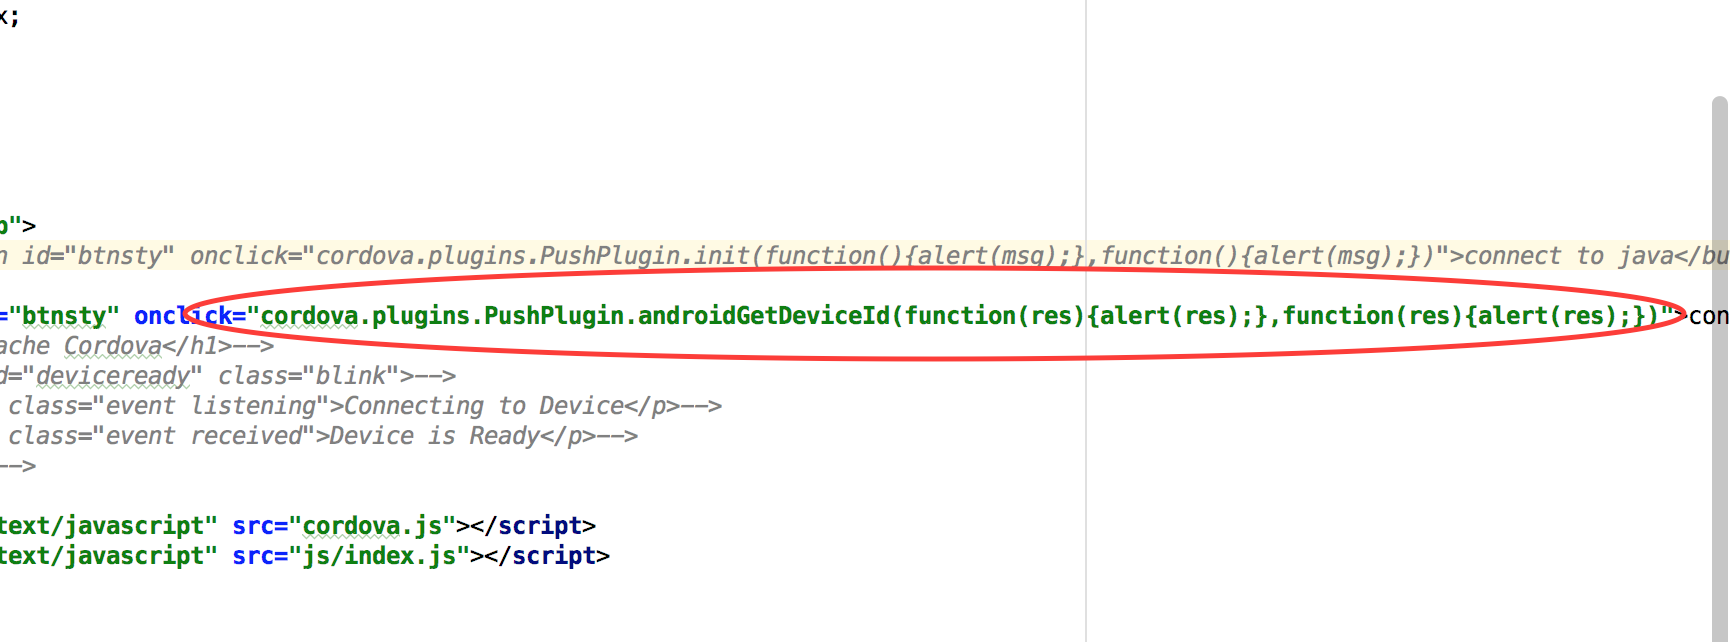 x;
p">
n id="btnsty" onclick="cordova.plugins.PushPlugin.init(function(){alert(msg);},function(){alert(msg);})">connect to java</bu
="btnsty" onclick="cordova.plugins.PushPlugin.androidGetDeviceId(function(res){alert(res);},function(res){alert(res);})">con
ache Cordova</h1>-->
d="deviceready" class="blink">-->
class="event listening">Connecting to Device</p>-->
class="event received">Device is Ready</p>-->
-->
text/javascript" src="cordova.js"></script>
text/javascript" src="js/index.js"></script>